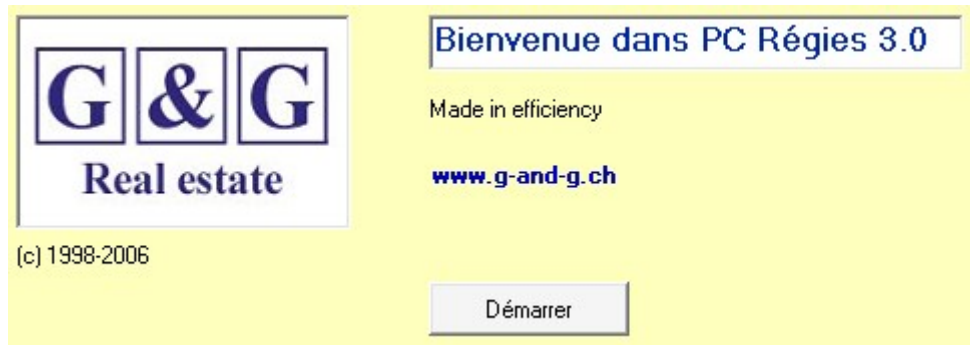 G & G
Real estate
(c) 1998-2006
Bienvenue dans PC Régies 3.0
Made in efficiency
www.g-and-g.ch
Démarrer